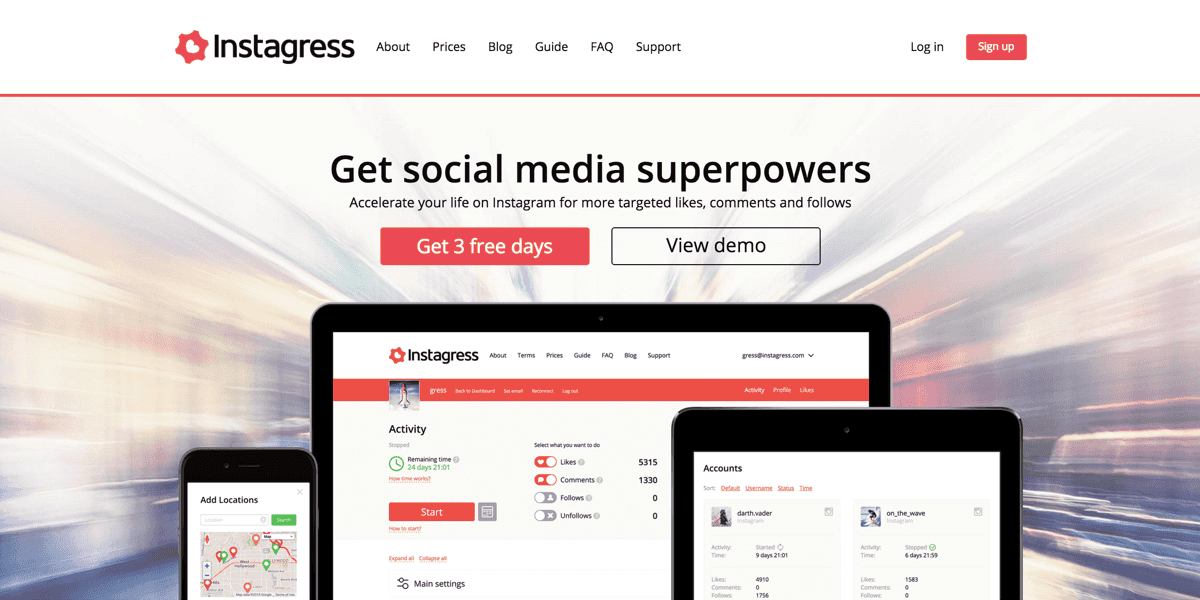 Instagress About Prices Blog Guide FAQ Support Log in Sign up
Get social media superpowers
Accelerate your life on Instagram for more targeted likes, comments and follows
Get 3 free days View demo
Instagress About Terms Prices Guide FAQ Blog Support gress@instagress.com
gress Back to Dashboard Set email Reconnect Log out Activity Profile Likes
Activity
Stopped
Remaining time ?
24 days 21:01
How time works?
Start
How to start?
Expand all Collapse all
Main settings
Select what you want to do
Likes ? 5315
Comments ? 1330
Follows ? 0
Unfollows ? 0
Add Locations
Location Search
Map
West
Hollywood
Accounts
Sort: Default Username Status Time
darth.vader
Instagram
Activity: Started
Time: 9 days 21:01
Likes: 4910
Comments: 0
Follows: 1756
on_the_wave
Instagram
Activity: Stopped
Time: 6 days 21:59
Likes: 1583
Comments: 0
Follows: 0